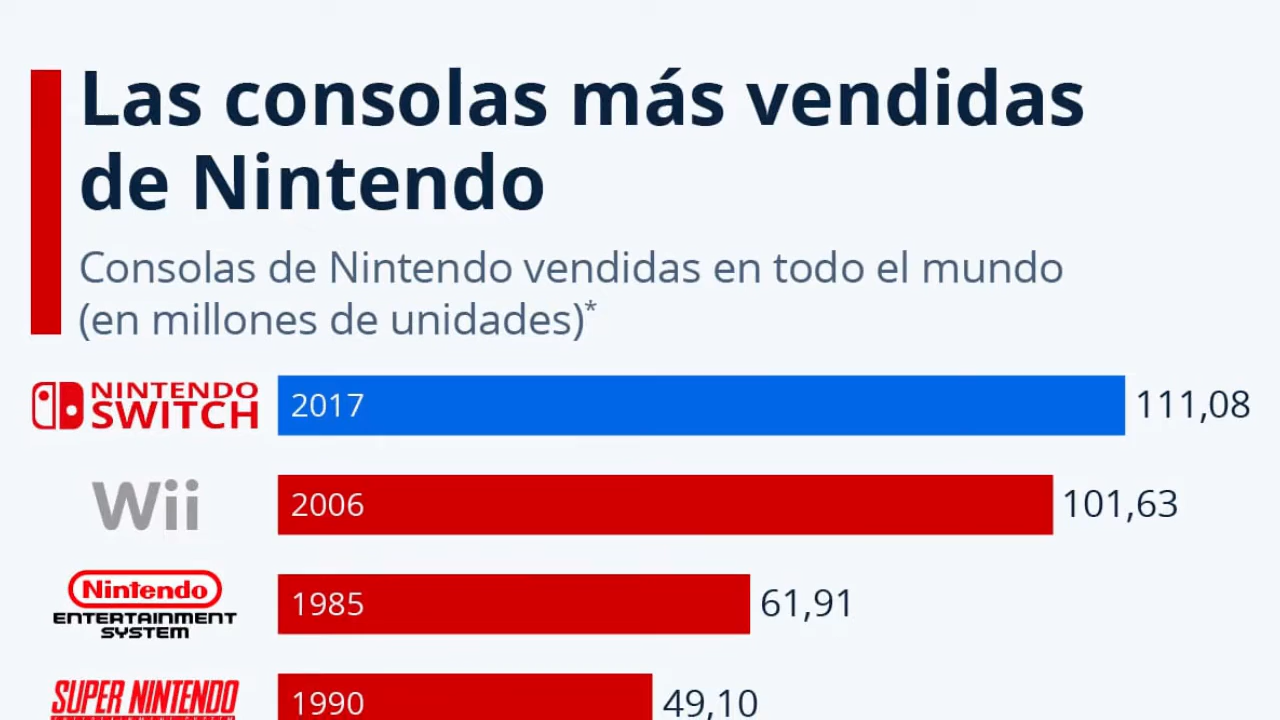 Las consolas más vendidas
de Nintendo
Consolas de Nintendo vendidas en todo el mundo
(en millones de unidades)*
NINTENDO
SWITCH
2017
111,08
Wii
2006
101,63
Nintendo
ENTERTAINMENT
SYSTEM
1985
61,91
SUPER NINTENDO
1990
49,10